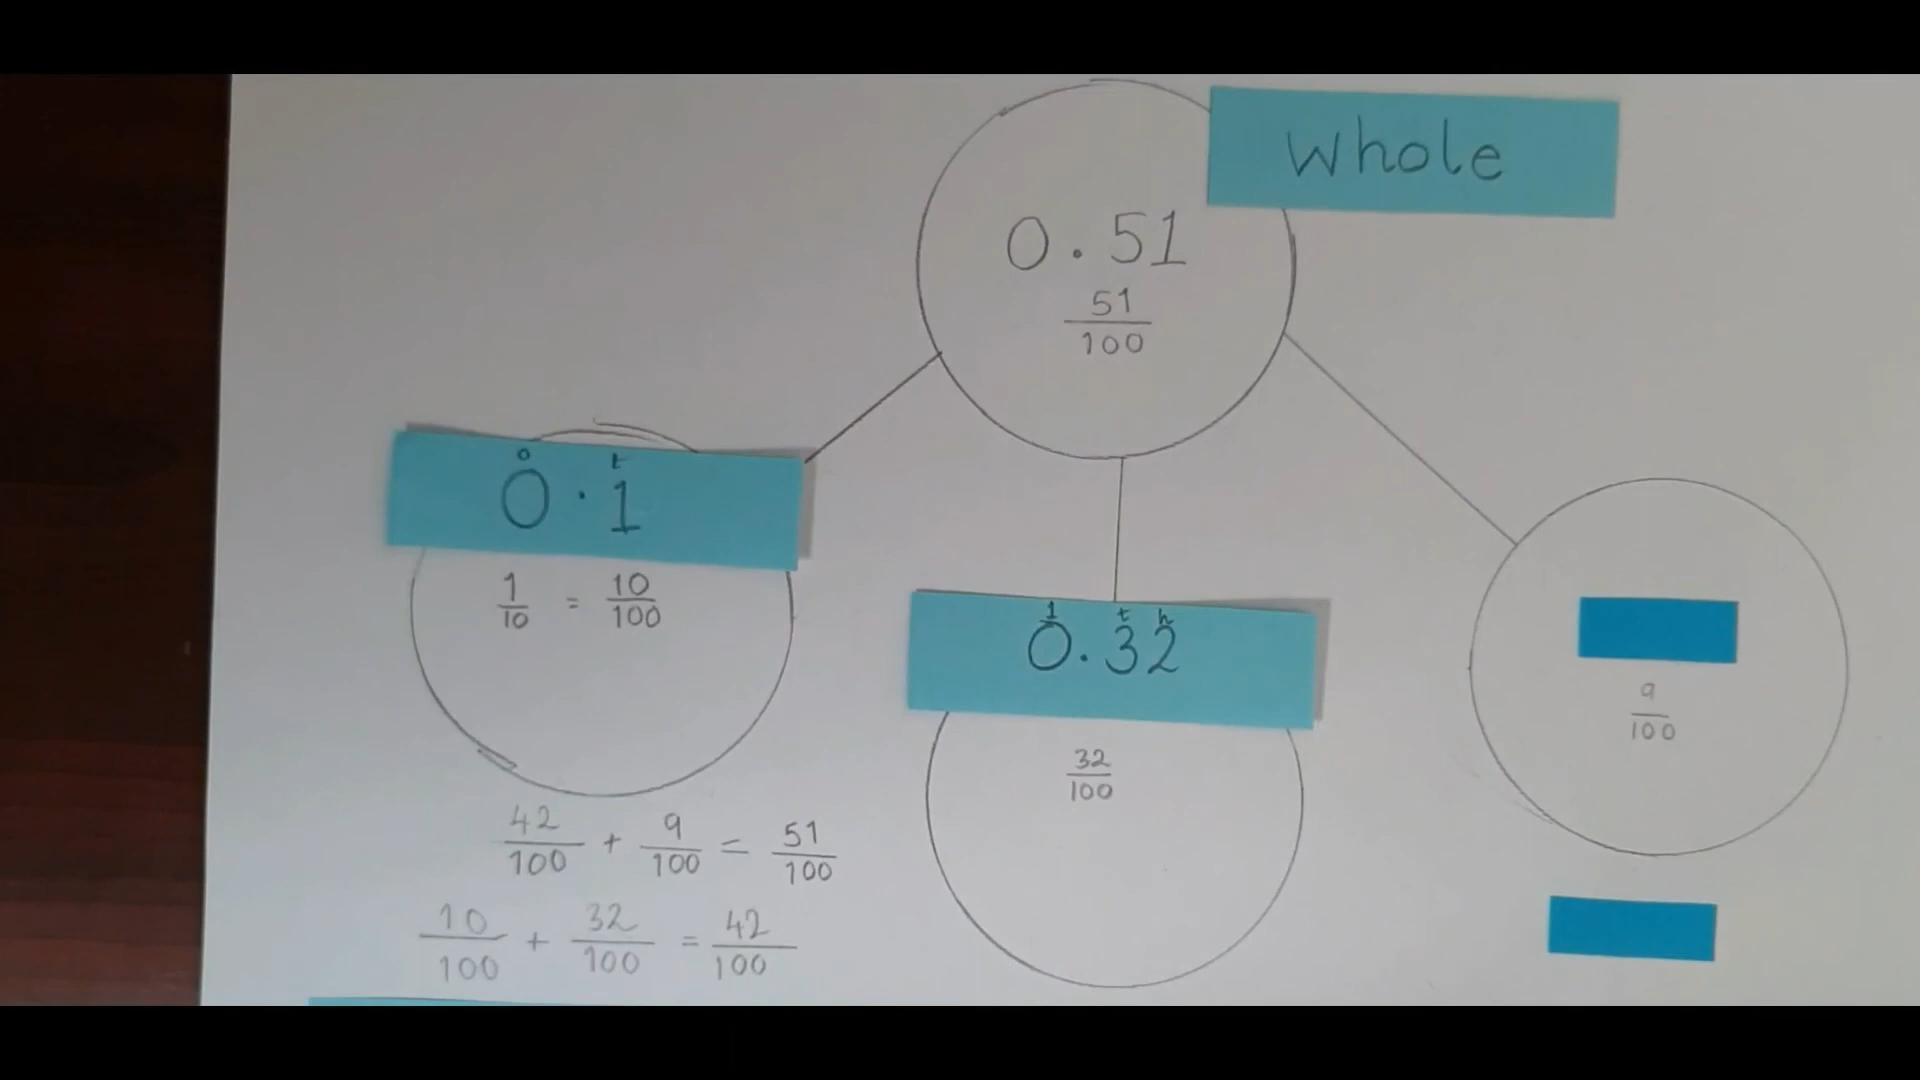 whole
0.51
51
100
o t
0.1
1/10 = 10/100
1 t h
0.32
32
100
9
100
42/100 + 9/100 = 51/100
10/100 + 32/100 = 42/100